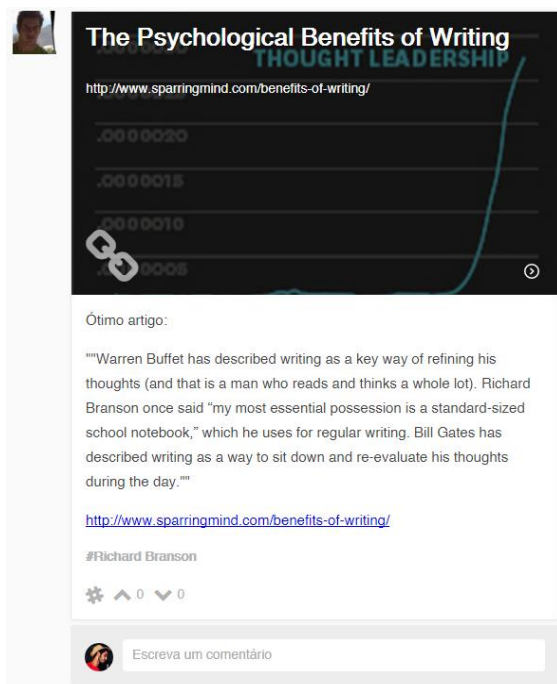 The Psychological Benefits of Writing
THOUGHT LEADERSHIP
http://www.sparringmind.com/benefits-of-writing/
.0000020
.0000015
.0000010
Ótimo artigo:
""Warren Buffet has described writing as a key way of refining his
thoughts (and that is a man who reads and thinks a whole lot). Richard
Branson once said “my most essential possession is a standard-sized
school notebook,” which he uses for regular writing. Bill Gates has
described writing as a way to sit down and re-evaluate his thoughts
during the day.""
http://www.sparringmind.com/benefits-of-writing/
#Richard Branson
0 0
Escreva um comentário